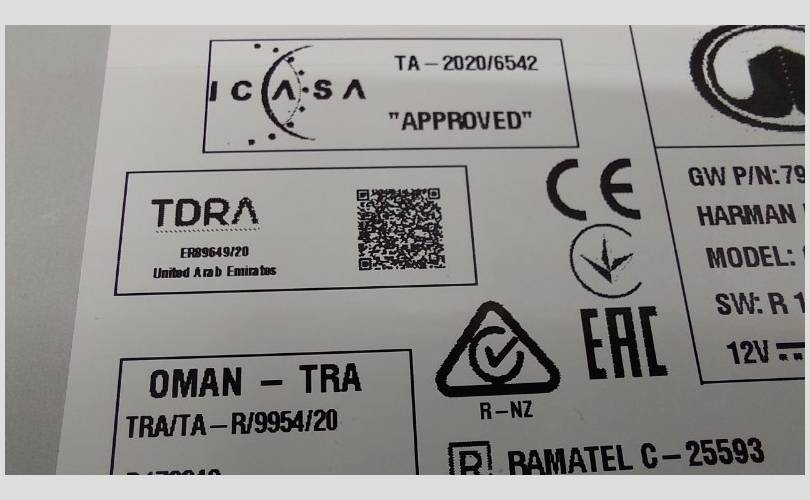 ICASA
TA-2020/6542
"APPROVED"
TDRA
ER89649/20
United Arab Emirates
CE
EAC
R-NZ
OMAN - TRA
TRA/TA-R/9954/20
R RAMATEL C-25593
GW P/N:79
HARMAN
MODEL:
SW: R 1
12V